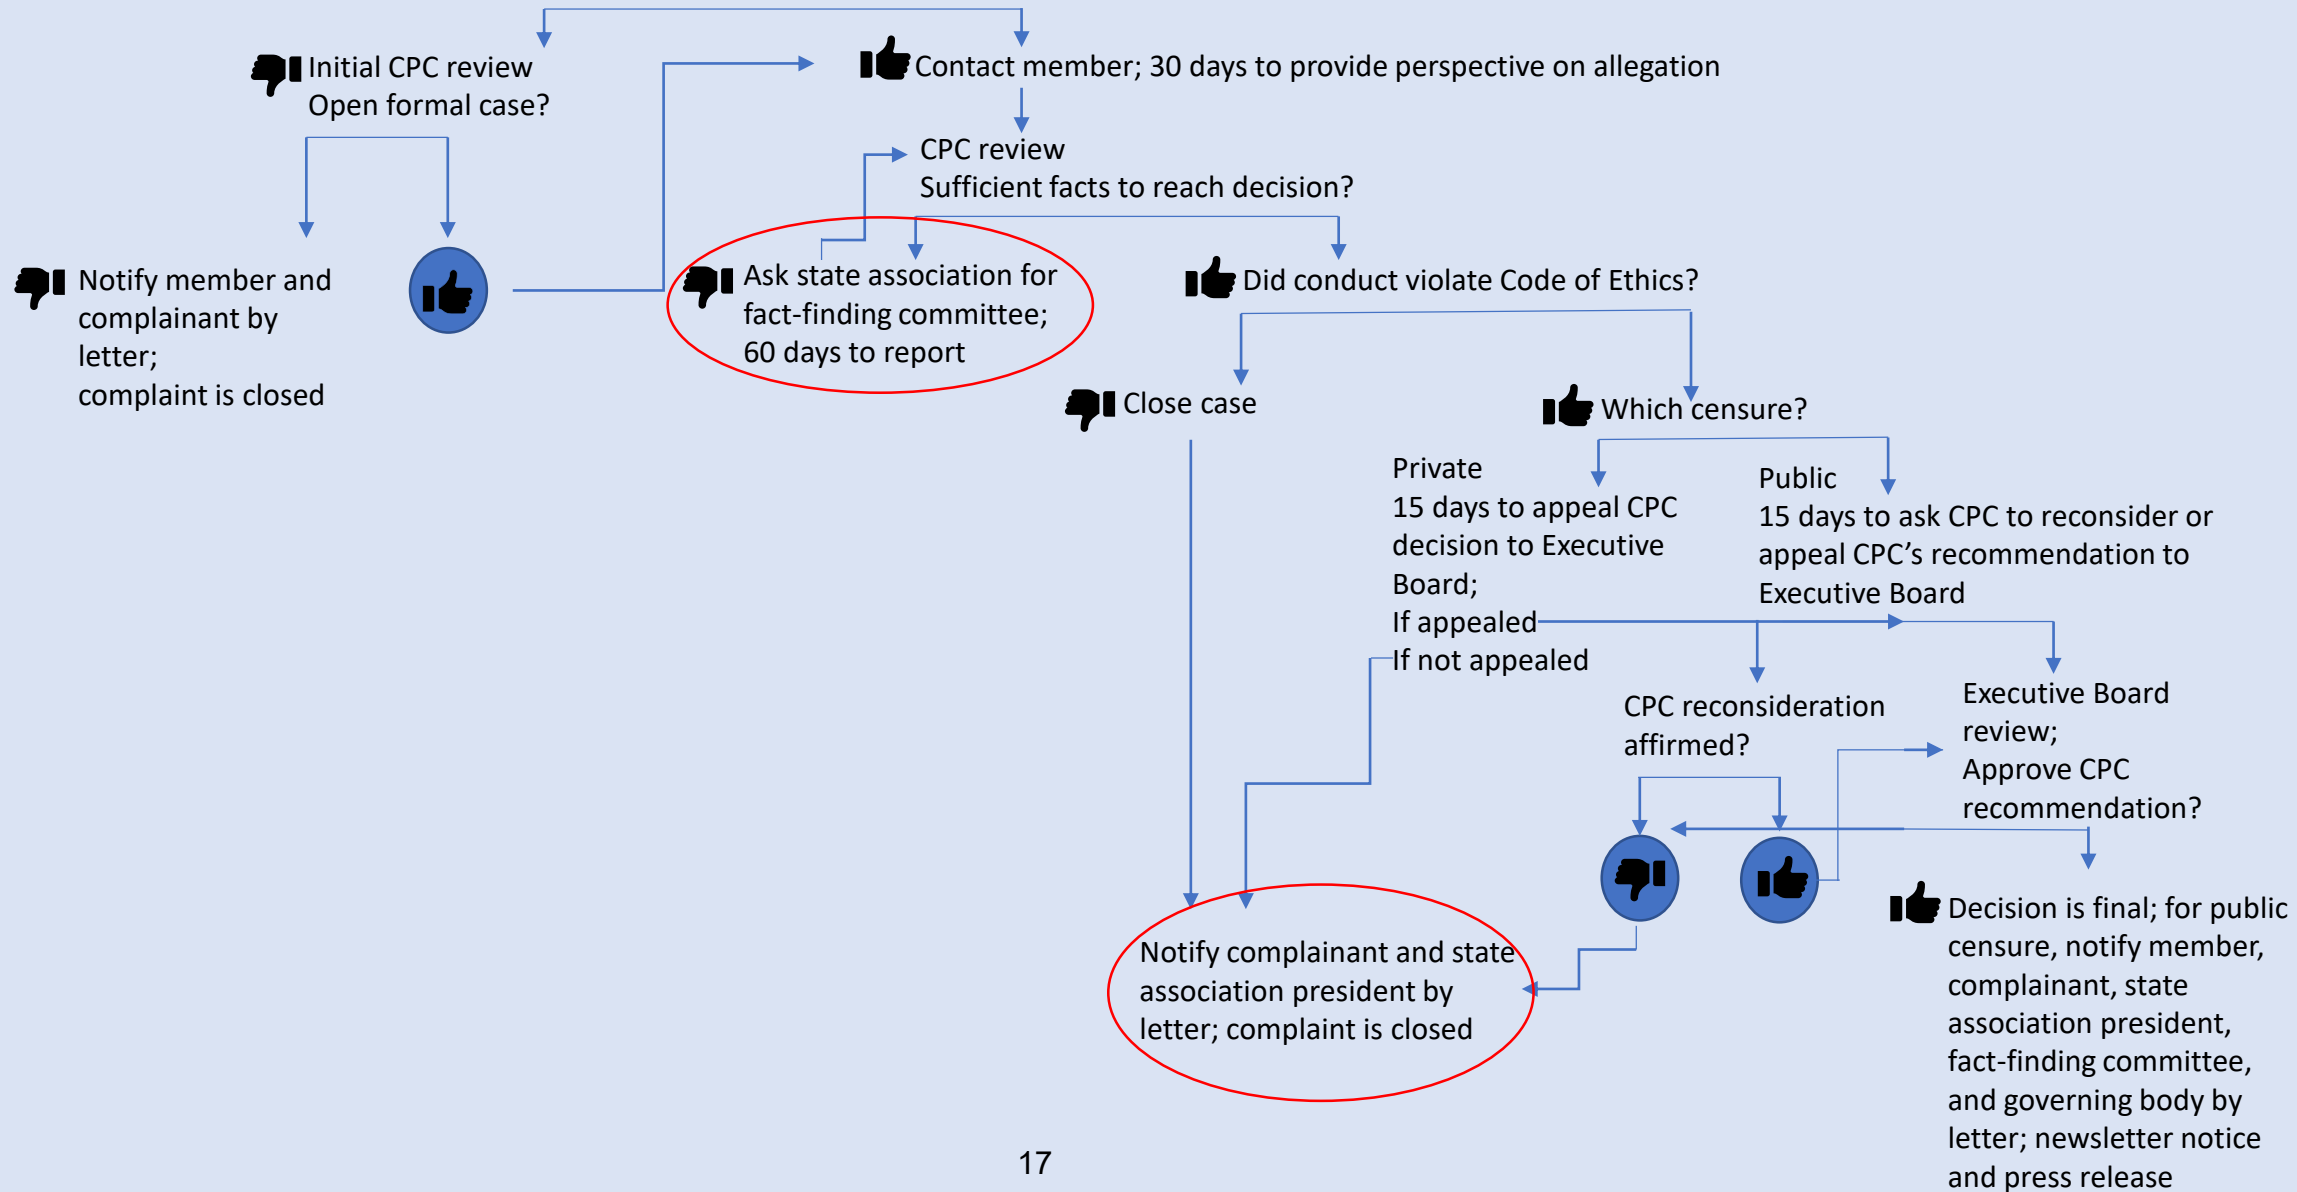 Initial CPC review
Open formal case?
Contact member; 30 days to provide perspective on allegation
CPC review
Sufficient facts to reach decision?
Notify member and
complainant by
letter;
complaint is closed
Ask state association for
fact-finding committee;
60 days to report
Did conduct violate Code of Ethics?
Close case
Which censure?
Private
15 days to appeal CPC
decision to Executive
Board;
If appealed
If not appealed
Public
15 days to ask CPC to reconsider or
appeal CPC’s recommendation to
Executive Board
CPC reconsideration
affirmed?
Executive Board
review;
Approve CPC
recommendation?
Notify complainant and state
association president by
letter; complaint is closed
Decision is final; for public
censure, notify member,
complainant, state
association president,
fact-finding committee,
and governing body by
letter; newsletter notice
and press release
17